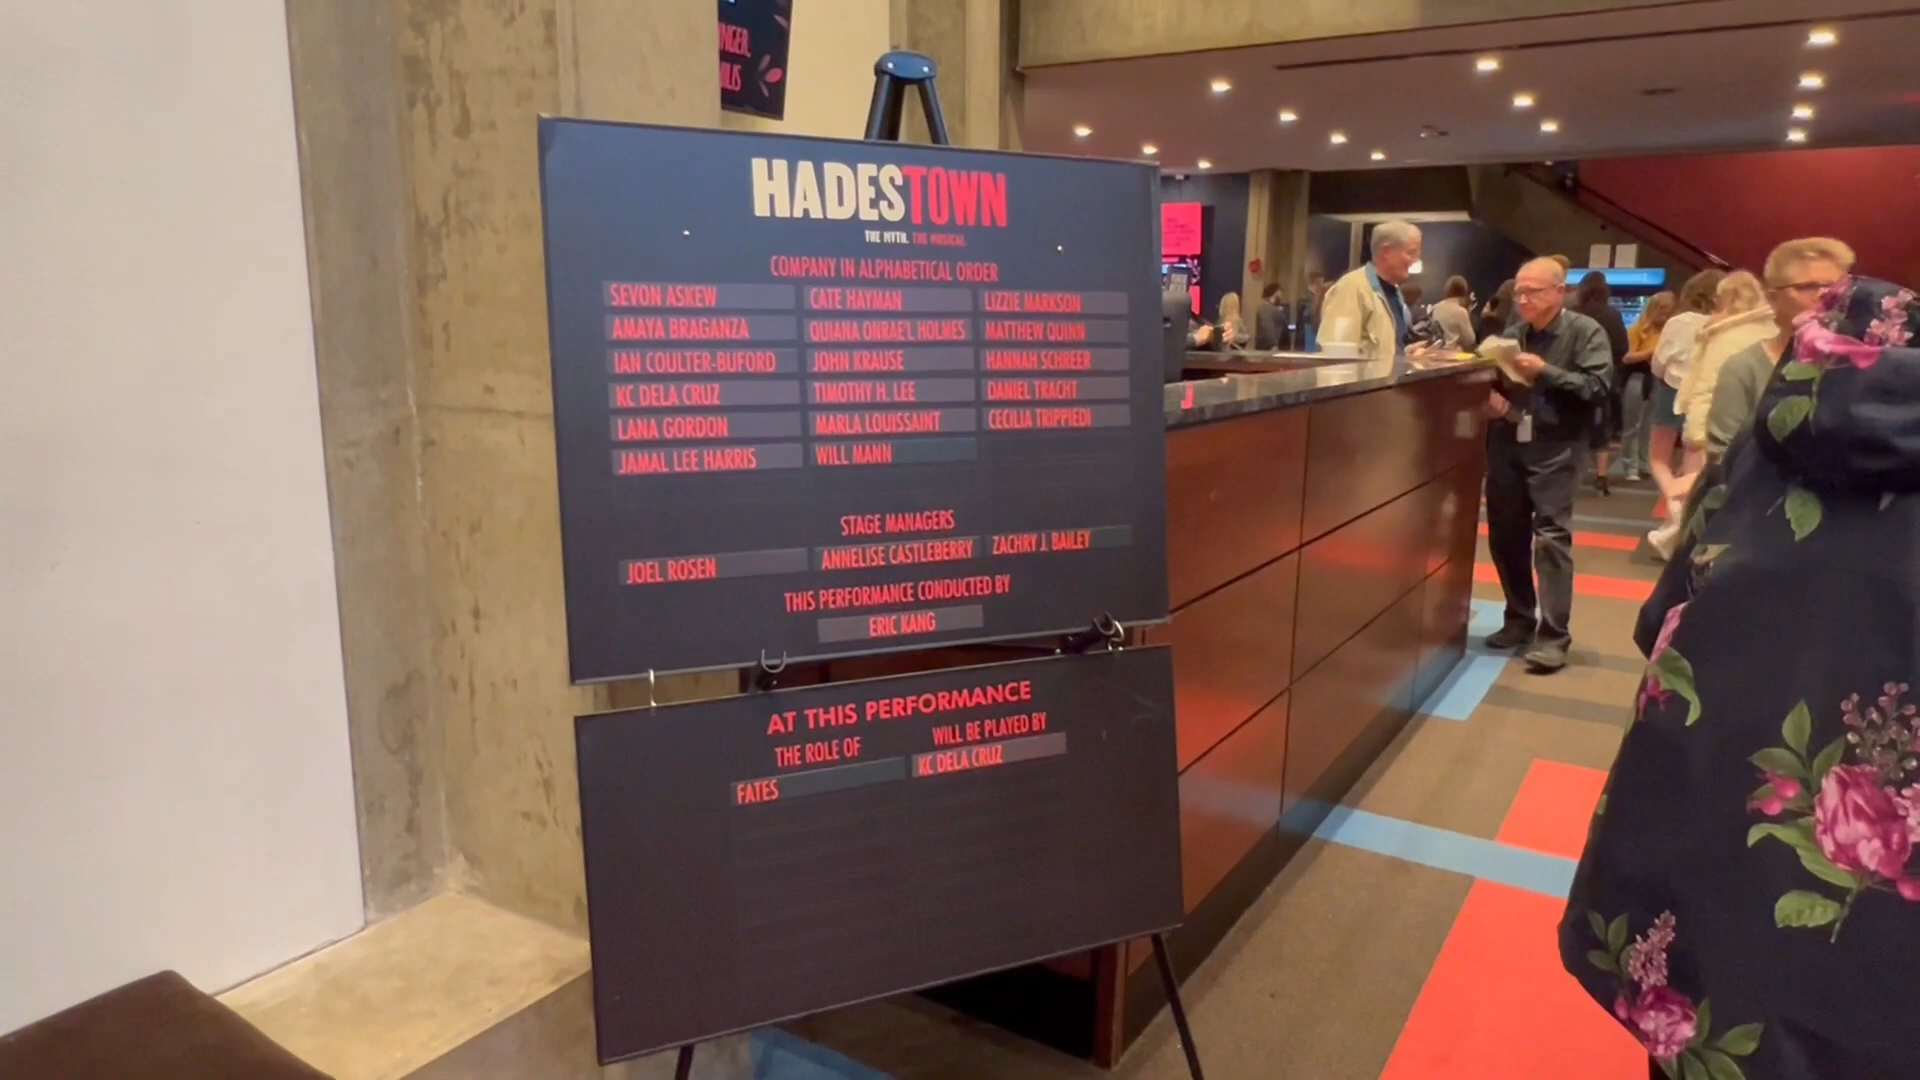 HADESTOWN
THE MYTH. THE MUSICAL.
COMPANY IN ALPHABETICAL ORDER
SEVON ASKEW CATE HAYMAN LIZZIE MARKSON
AMAYA BRAGANZA QUIANA ONRAE'L HOLMES MATTHEW QUINN
IAN COULTER-BUFORD JOHN KRAUSE HANNAH SCHREER
KC DELA CRUZ TIMOTHY H. LEE DANIEL TRACHT
LANA GORDON MARLA LOUISSAINT CECILIA TRIPPIEDI
JAMAL LEE HARRIS WILL MANN
STAGE MANAGERS
JOEL ROSEN ANNELISE CASTLEBERRY ZACHRY J. BAILEY
THIS PERFORMANCE CONDUCTED BY
ERIC KANG
AT THIS PERFORMANCE
THE ROLE OF WILL BE PLAYED BY
FATES KC DELA CRUZ